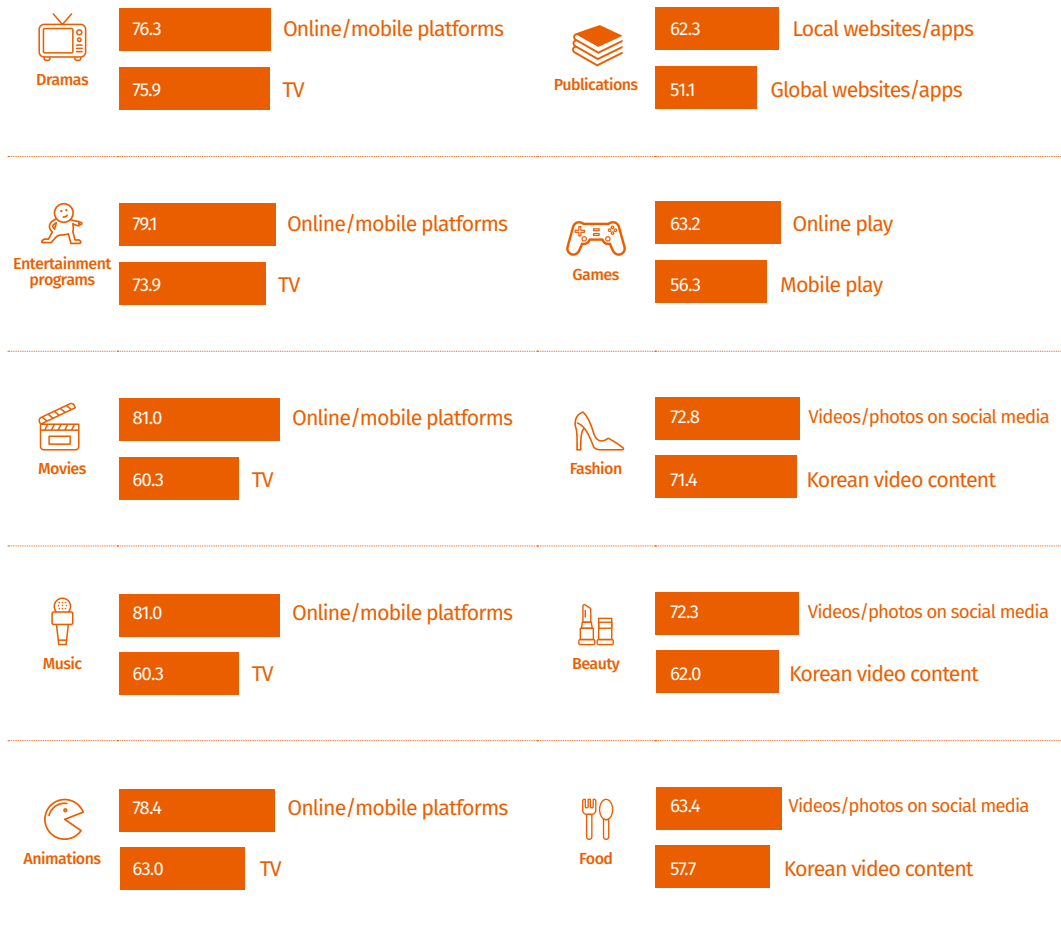 Dramas
76.3 Online/mobile platforms
75.9 TV
Publications
62.3 Local websites/apps
51.1 Global websites/apps
Entertainment
programs
79.1 Online/mobile platforms
73.9 TV
Games
63.2 Online play
56.3 Mobile play
Movies
81.0 Online/mobile platforms
60.3 TV
Fashion
72.8 Videos/photos on social media
71.4 Korean video content
Music
81.0 Online/mobile platforms
60.3 TV
Beauty
72.3 Videos/photos on social media
62.0 Korean video content
Animations
78.4 Online/mobile platforms
63.0 TV
Food
63.4 Videos/photos on social media
57.7 Korean video content